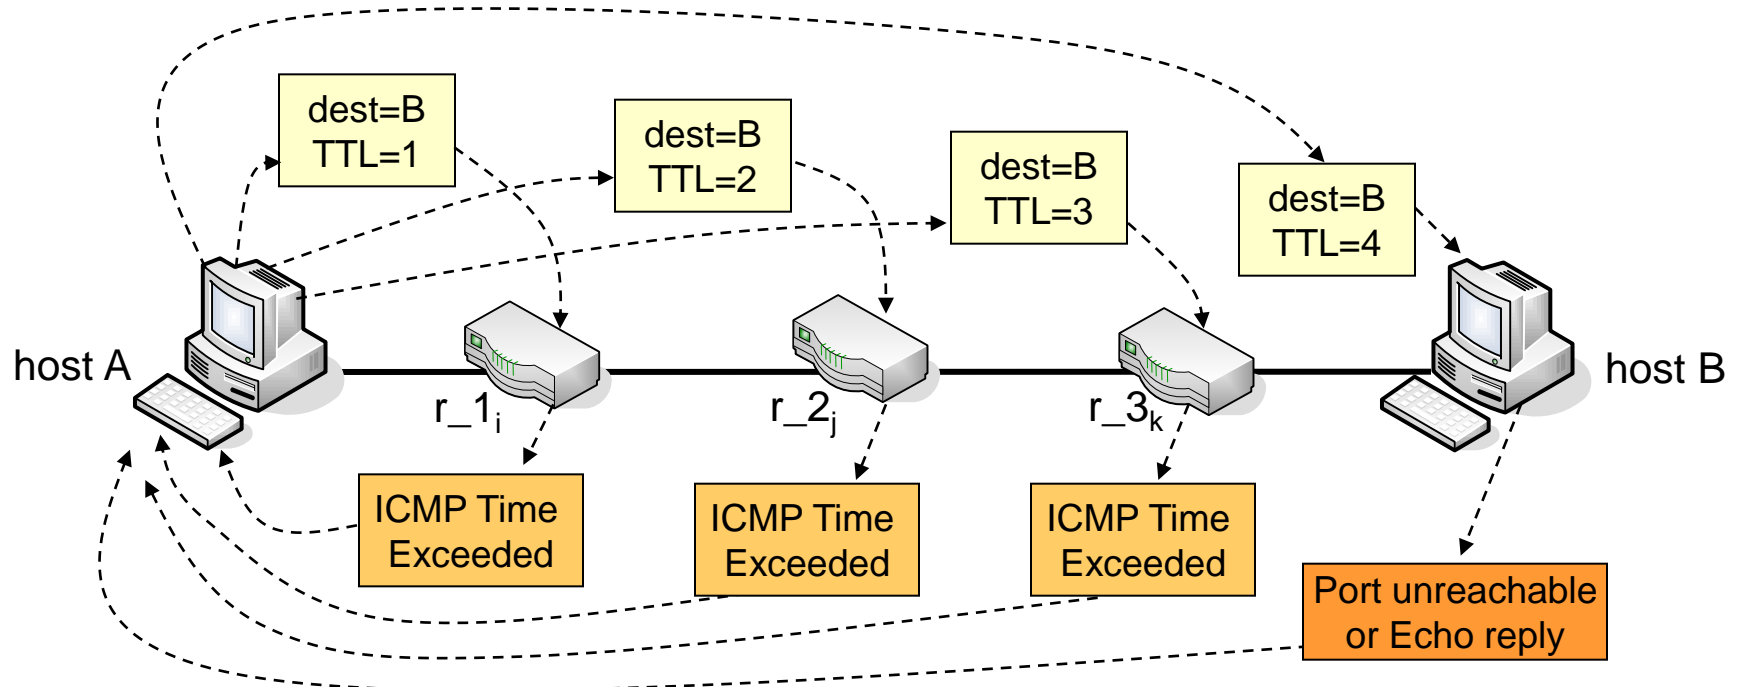 dest=B
TTL=1
dest=B
TTL=2
dest=B
TTL=3
dest=B
TTL=4
host A
host B
r_1i
r_2j
r_3k
ICMP Time
Exceeded
ICMP Time
Exceeded
ICMP Time
Exceeded
Port unreachable
or Echo reply